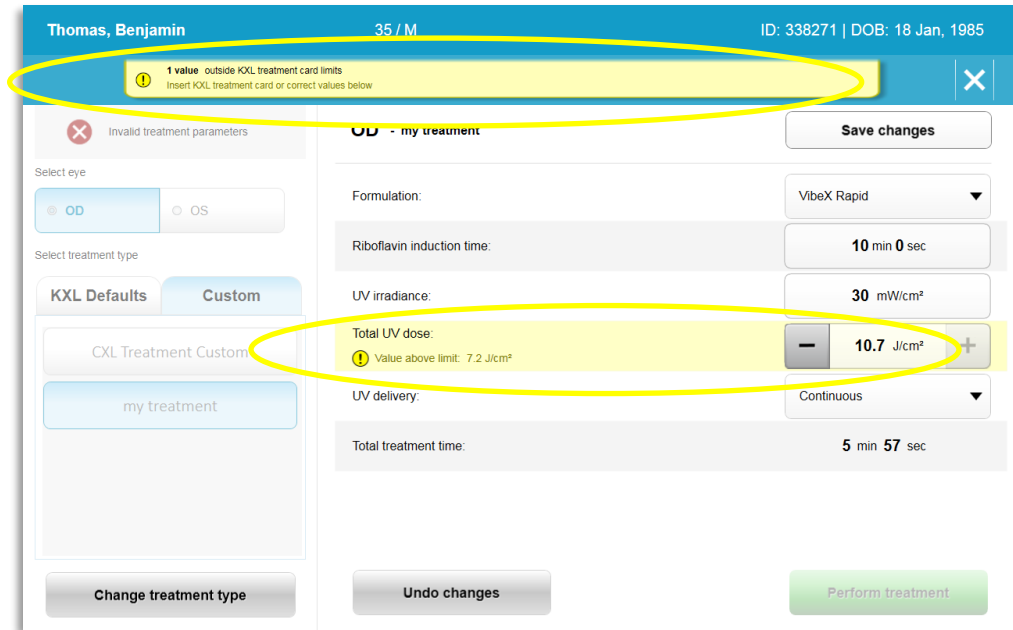 Thomas, Benjamin 35 / M ID: 338271 | DOB: 18 Jan, 1985
1 value outside KXL treatment card limits
Insert KXL treatment card or correct values below
Invalid treatment parameters
OD - my treatment
Save changes
Select eye
OD OS
Select treatment type
KXL Defaults Custom
CXL Treatment Custom
my treatment
Change treatment type
Formulation: VibeX Rapid
Riboflavin induction time: 10 min 0 sec
UV irradiance: 30 mW/cm²
Total UV dose: 10.7 J/cm²
Value above limit: 7.2 J/cm²
UV delivery: Continuous
Total treatment time: 5 min 57 sec
Undo changes
Perform treatment